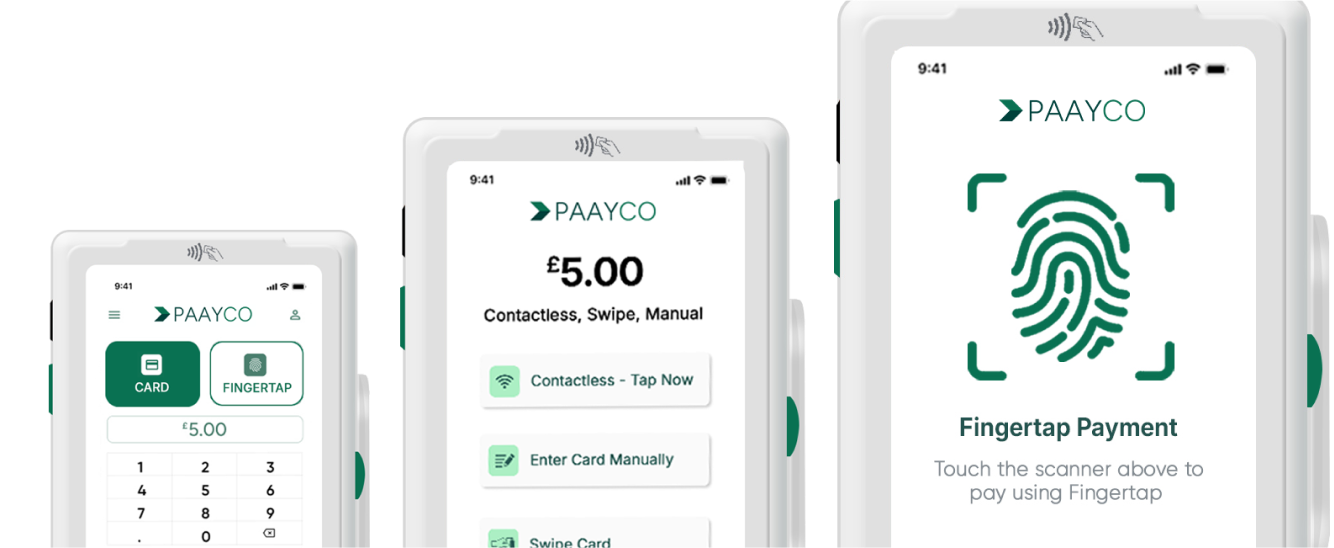 9:41
PAAYCO
CARD
FINGERTAP
£5.00
1 2 3
4 5 6
7 8 9
. 0
9:41
PAAYCO
£5.00
Contactless, Swipe, Manual
Contactless - Tap Now
Enter Card Manually
Swipe Card
9:41
PAAYCO
Fingertap Payment
Touch the scanner above to
pay using Fingertap